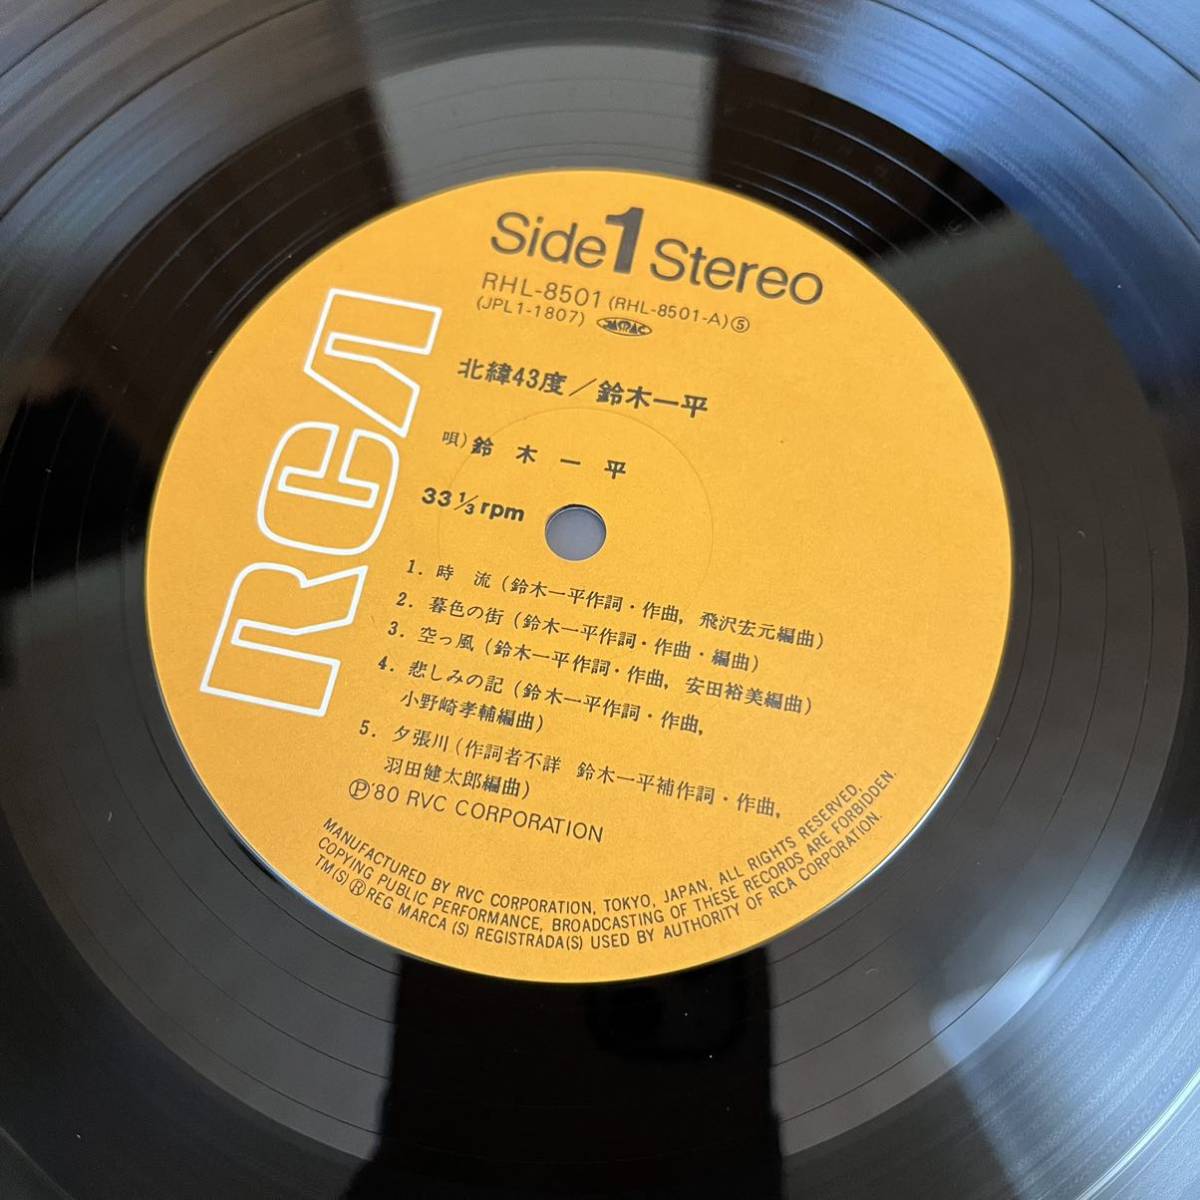 Side 1 Stereo
RHL-8501 (RHL-8501-A)⑤
(JPL1-1807) JASRAC
北緯43度／鈴木一平
唄）鈴木一平
33 1/3 rpm
RCA
1. 時 流 (鈴木一平作詞・作曲, 飛沢宏元編曲)
2. 暮色の街 (鈴木一平作詞・作曲・編曲)
3. 空っ風 (鈴木一平作詞・作曲, 安田裕美編曲)
4. 悲しみの記 (鈴木一平作詞・作曲,
小野崎孝輔編曲)
5. 夕張川 (作詞者不詳 鈴木一平補作詞・作曲,
羽田健太郎編曲)
Ⓟ'80 RVC CORPORATION
MANUFACTURED BY RVC CORPORATION, TOKYO, JAPAN, ALL RIGHTS RESERVED.
COPYING PUBLIC PERFORMANCE, BROADCASTING OF THESE RECORDS ARE FORBIDDEN.
TM(S) ® REG MARCA (S) REGISTRADA(S) USED BY AUTHORITY OF RCA CORPORATION.